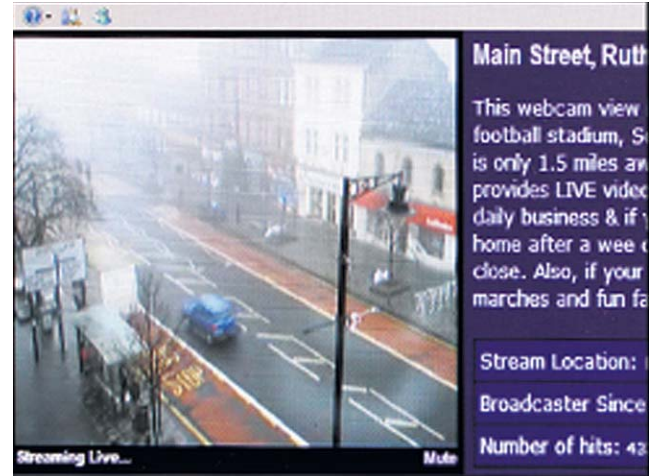 Main Street, Ruth
This webcam view
football stadium, S
is only 1.5 miles aw
provides LIVE videc
daily business & if
home after a wee
close. Also, if your
marches and fun fa
Stream Location:
Broadcaster Since
Number of hits: 43
BUS
STOP
Streaming Live...
Mute